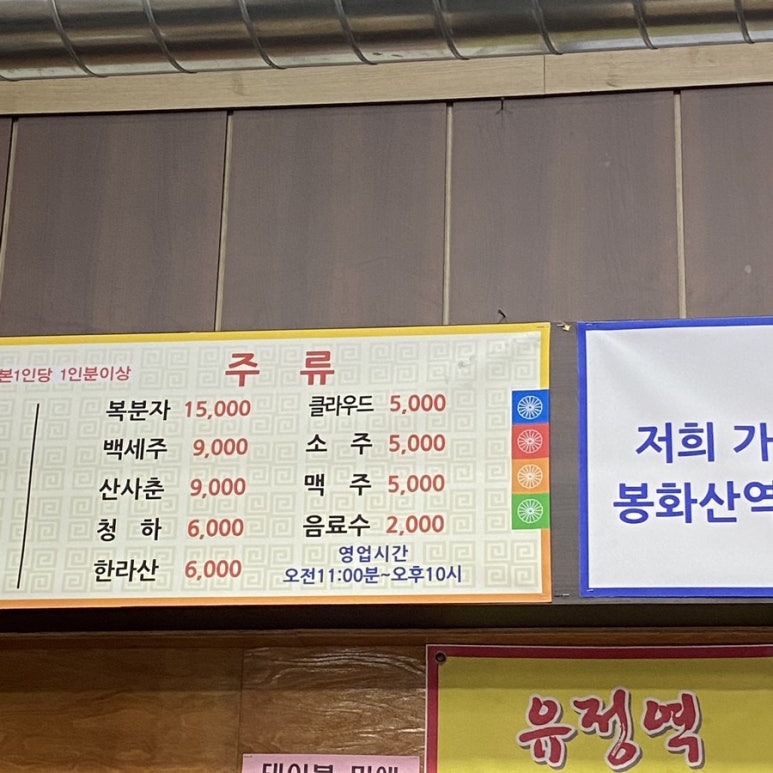 본1인당 1인분이상
주 류
복분자 15,000
백세주 9,000
산사춘 9,000
청 하 6,000
한라산 6,000
클라우드 5,000
소 주 5,000
맥 주 5,000
음료수 2,000
영업시간
오전11:00분~오후10시
저희 가
봉화산역
유정역